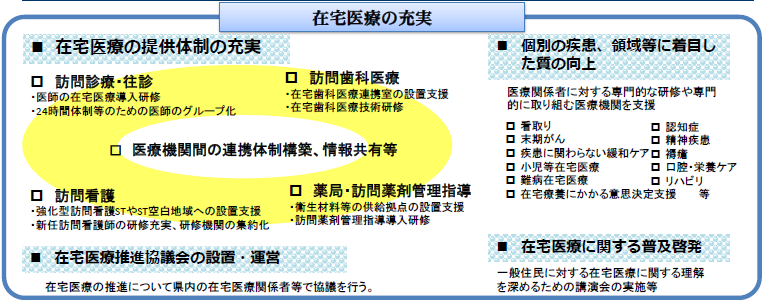 在宅医療の充実
■ 在宅医療の提供体制の充実
□ 訪問診療・往診
・医師の在宅医療導入研修
・24時間体制等のための医師のグループ化
□ 訪問歯科医療
・在宅歯科医療連携室の設置支援
・在宅歯科医療技術研修
□ 医療機関間の連携体制構築、情報共有等
□ 訪問看護
・強化型訪問看護STやST空白地域への設置支援
・新任訪問看護師の研修充実、研修機関の集約化
□ 薬局・訪問薬剤管理指導
・衛生材料等の供給拠点の設置支援
・訪問薬剤管理指導導入研修
■ 在宅医療推進協議会の設置・運営
在宅医療の推進について県内の在宅医療関係者等で協議を行う。
■ 個別の疾患、領域等に着目し
た質の向上
医療関係者に対する専門的な研修や専門
的に取り組む医療機関を支援
□ 看取り
□ 末期がん
□ 疾患に関わらない緩和ケア
□ 小児等在宅医療
□ 難病在宅医療
□ 在宅療養にかかる意思決定支援 等
□ 認知症
□ 精神疾患
□ 褥瘡
□ 口腔・栄養ケア
□ リハビリ
■ 在宅医療に関する普及啓発
一般住民に対する在宅医療に関する理解
を深めるための講演会の実施等